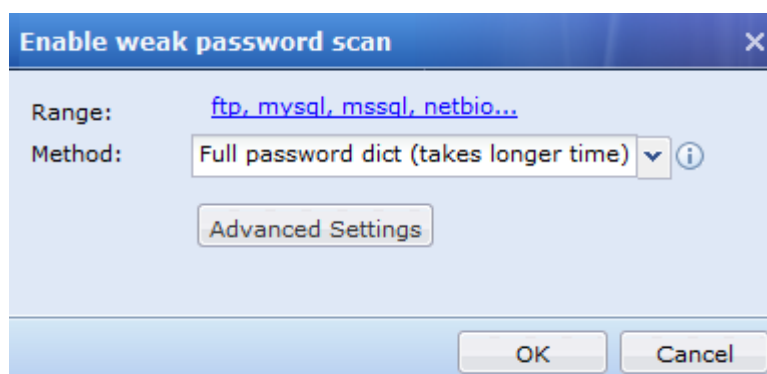 Enable weak password scan
Range: ftp, mysql, mssql, netbio...
Method: Full password dict (takes longer time)
Advanced Settings
OK Cancel